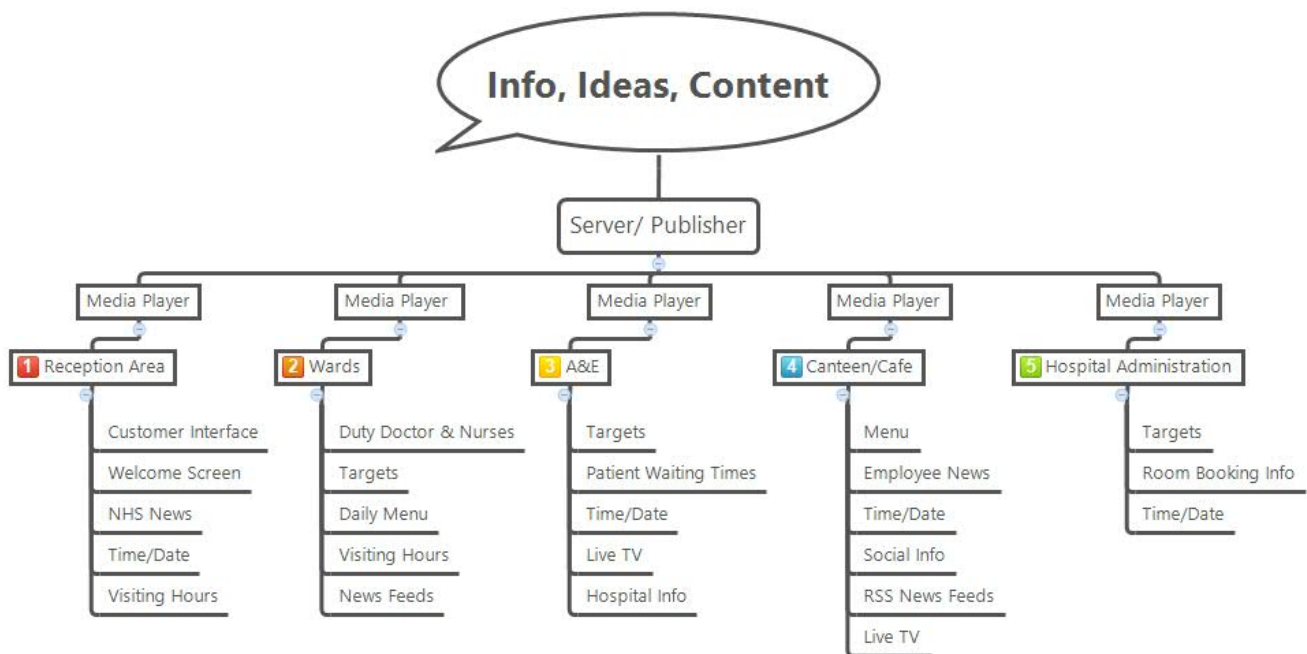 Info, Ideas, Content
Server/ Publisher
Media Player
Media Player
Media Player
Media Player
Media Player
1 Reception Area
2 Wards
3 A&E
4 Canteen/Cafe
5 Hospital Administration
Customer Interface
Welcome Screen
NHS News
Time/Date
Visiting Hours
Duty Doctor & Nurses
Targets
Daily Menu
Visiting Hours
News Feeds
Targets
Patient Waiting Times
Time/Date
Live TV
Hospital Info
Menu
Employee News
Time/Date
Social Info
RSS News Feeds
Live TV
Targets
Room Booking Info
Time/Date